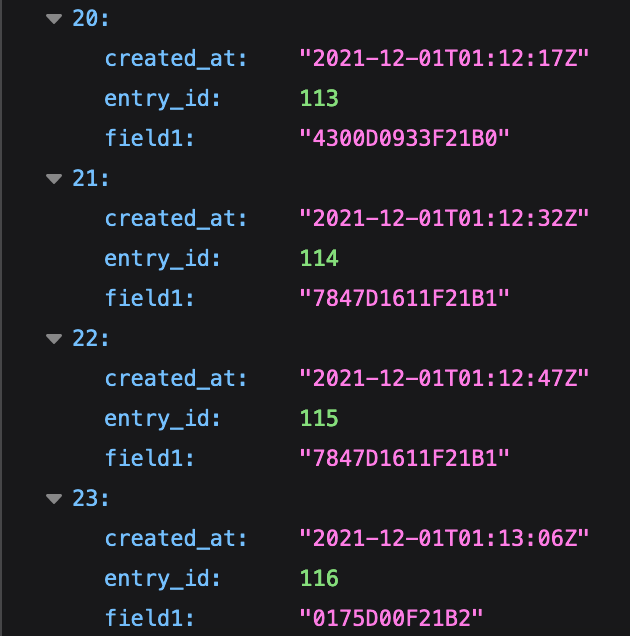 20:
created_at: "2021-12-01T01:12:17Z"
entry_id: 113
field1: "4300D0933F21B0"
21:
created_at: "2021-12-01T01:12:32Z"
entry_id: 114
field1: "7847D1611F21B1"
22:
created_at: "2021-12-01T01:12:47Z"
entry_id: 115
field1: "7847D1611F21B1"
23:
created_at: "2021-12-01T01:13:06Z"
entry_id: 116
field1: "0175D00F21B2"